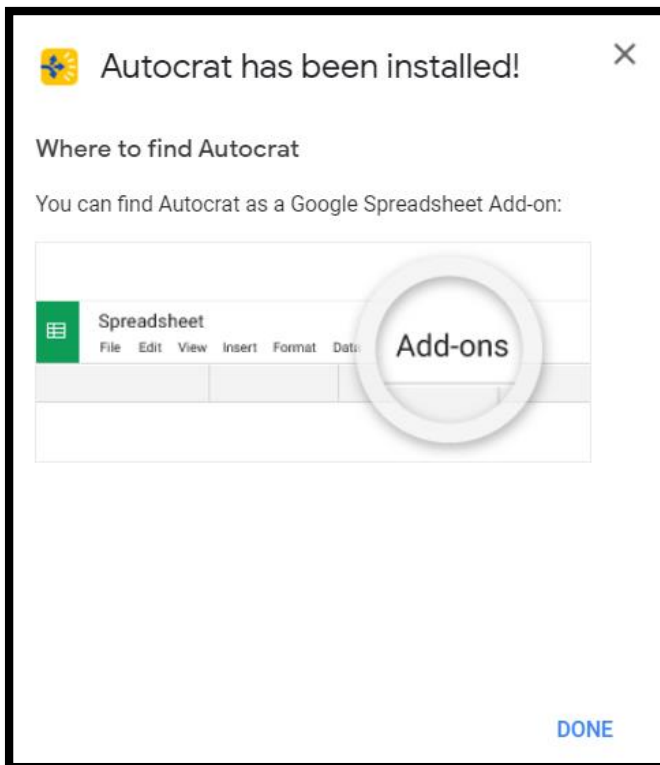 Autocrat has been installed!
Where to find Autocrat
You can find Autocrat as a Google Spreadsheet Add-on:
Spreadsheet
File Edit View Insert Format Data
Add-ons
DONE